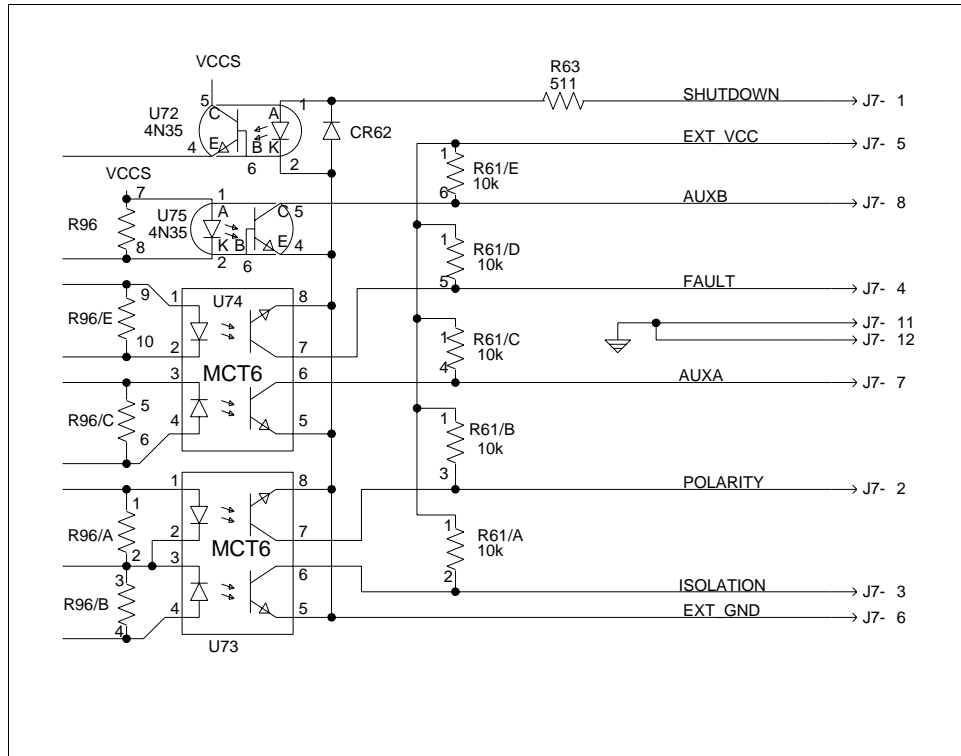 VCCS
R63
511
SHUTDOWN
J7- 1
5
C
A
1
U72
4N35
CR62
E
B
K
4
6
2
EXT_VCC
J7- 5
1
R61/E
10k
6
VCCS
7
1
AUXB
J7- 8
R96
U75
4N35
A
C
5
K
B
E
4
8
2
6
1
R61/D
10k
5
FAULT
J7- 4
9
1
U74
8
R96/E
10
2
7
MCT6
J7- 11
J7- 12
1
R61/C
10k
4
3
6
AUXA
J7- 7
R96/C
5
4
5
6
1
R61/B
10k
3
POLARITY
J7- 2
1
8
1
R96/A
2
7
MCT6
2
3
6
1
R61/A
10k
2
ISOLATION
J7- 3
3
R96/B
4
4
5
EXT_GND
J7- 6
U73